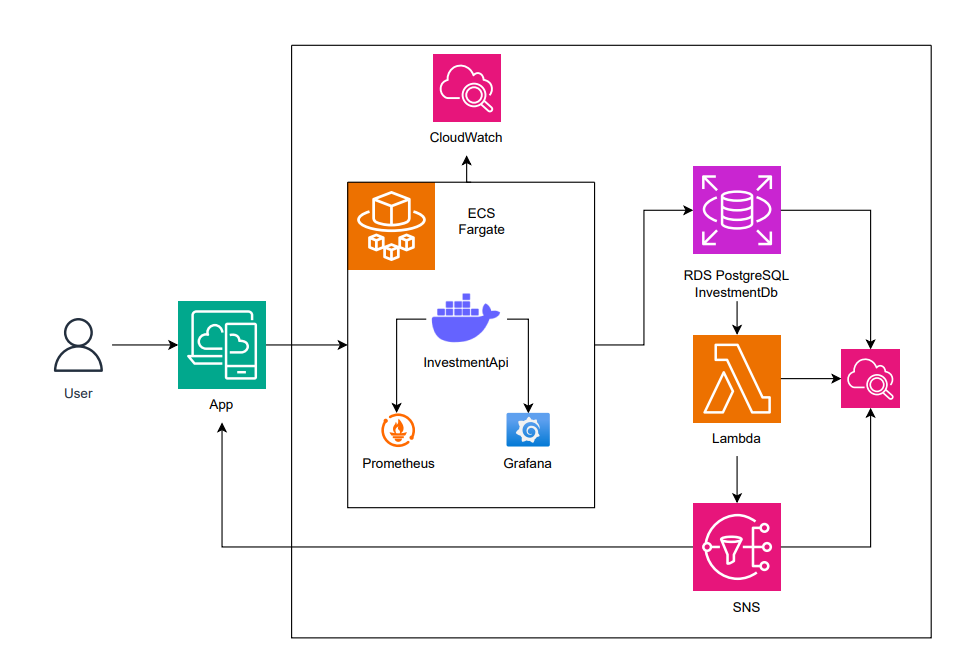 CloudWatch
ECS
Fargate
RDS PostgreSQL
InvestmentDb
InvestmentApi
User
App
Lambda
Prometheus
Grafana
SNS